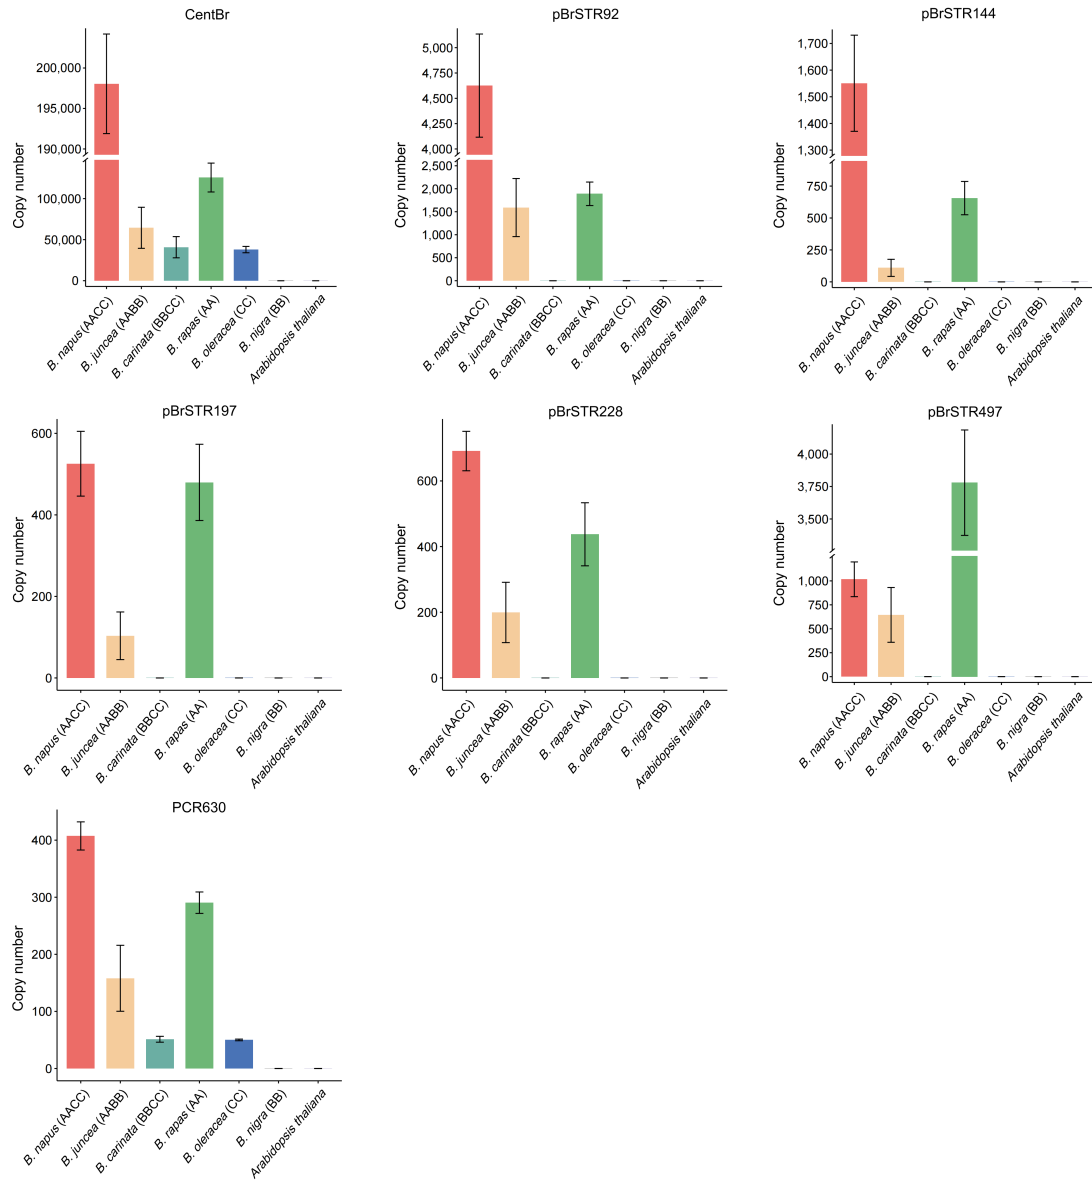 CentBr
Copy number
200,000
195,000
190,000
100,000
50,000
0
B. napus (AACC)
B. juncea (AABB)
B. carinata (BBCC)
B. rapas (AA)
B. oleracea (CC)
B. nigra (BB)
Arabidopsis thaliana
pBrSTR92
Copy number
5,000
4,750
4,500
4,250
4,000
2,500
2,000
1,500
1,000
500
0
B. napus (AACC)
B. juncea (AABB)
B. carinata (BBCC)
B. rapas (AA)
B. oleracea (CC)
B. nigra (BB)
Arabidopsis thaliana
pBrSTR144
Copy number
1,700
1,600
1,500
1,400
1,300
750
500
250
0
B. napus (AACC)
B. juncea (AABB)
B. carinata (BBCC)
B. rapas (AA)
B. oleracea (CC)
B. nigra (BB)
Arabidopsis thaliana
pBrSTR197
Copy number
600
400
200
0
B. napus (AACC)
B. juncea (AABB)
B. carinata (BBCC)
B. rapas (AA)
B. oleracea (CC)
B. nigra (BB)
Arabidopsis thaliana
pBrSTR228
Copy number
600
400
200
0
B. napus (AACC)
B. juncea (AABB)
B. carinata (BBCC)
B. rapas (AA)
B. oleracea (CC)
B. nigra (BB)
Arabidopsis thaliana
pBrSTR497
Copy number
4,000
3,750
3,500
1,000
750
500
250
0
B. napus (AACC)
B. juncea (AABB)
B. carinata (BBCC)
B. rapas (AA)
B. oleracea (CC)
B. nigra (BB)
Arabidopsis thaliana
PCR630
Copy number
400
300
200
100
0
B. napus (AACC)
B. juncea (AABB)
B. carinata (BBCC)
B. rapas (AA)
B. oleracea (CC)
B. nigra (BB)
Arabidopsis thaliana